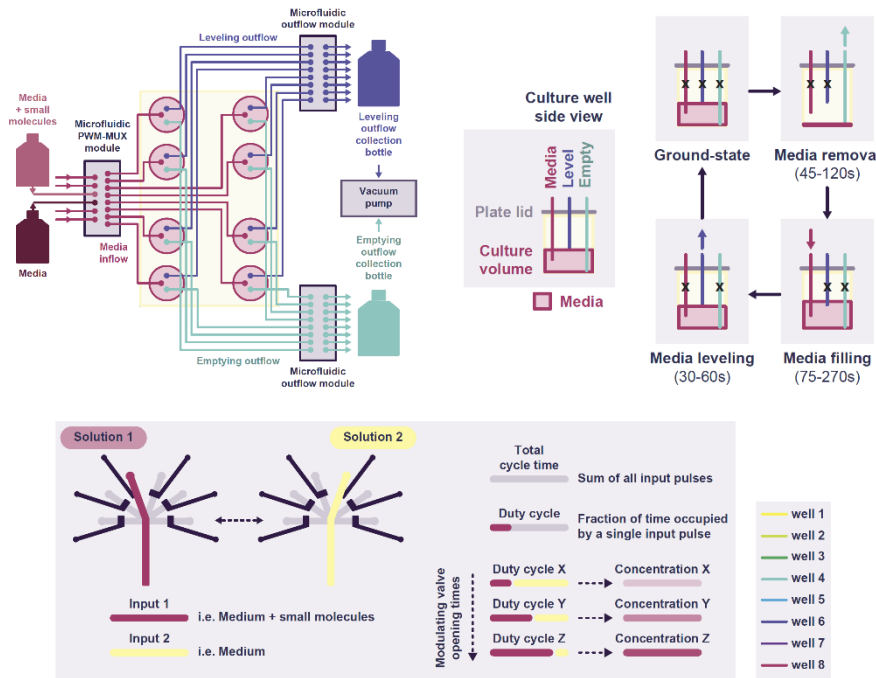 Microfluidic
outflow module
Leveling outflow
Media
+ small
molecules
Microfluidic
PWM-MUX
module
Leveling
outflow
collection
bottle
Vacuum
pump
Media
inflow
Media
Emptying
outflow
collection
bottle
Emptying outflow
Microfluidic
outflow module
Culture well
side view
Media
Level
Empty
Plate lid
Culture
volume
Media
Ground-state
Media remova
(45-120s)
Media leveling
(30-60s)
Media filling
(75-270s)
x x x
x x
x x
x x
Solution 1
Solution 2
Input 1
i.e. Medium + small molecules
Input 2
i.e. Medium
Total
cycle time
Sum of all input pulses
Duty cycle
Fraction of time occupied
by a single input pulse
Modulating valve
opening times
Duty cycle X
Concentration X
Duty cycle Y
Concentration Y
Duty cycle Z
Concentration Z
well 1
well 2
well 3
well 4
well 5
well 6
well 7
well 8